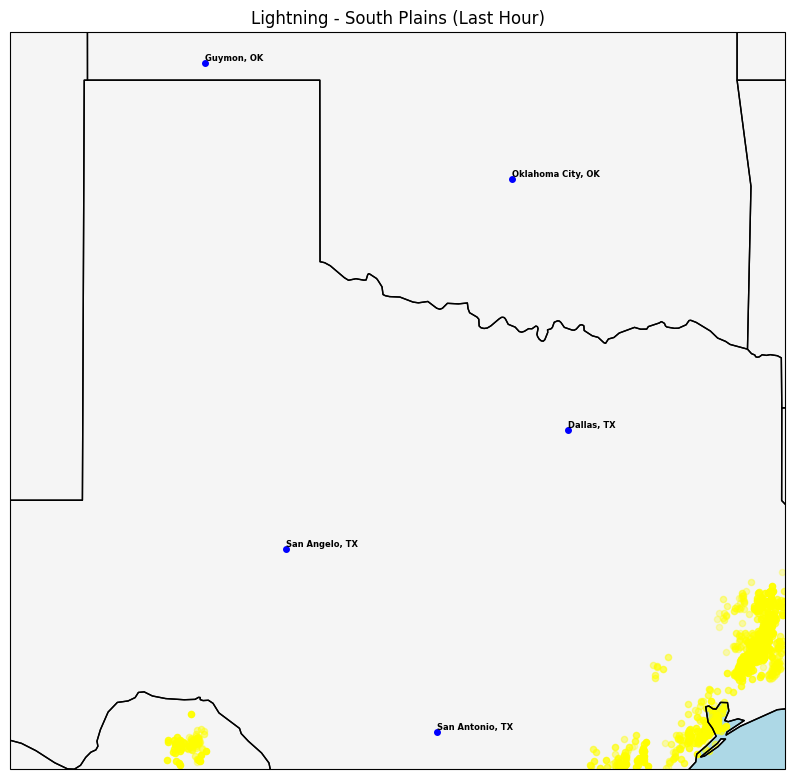 Lightning - South Plains (Last Hour)
Guymon, OK
Oklahoma City, OK
Dallas, TX
San Angelo, TX
San Antonio, TX